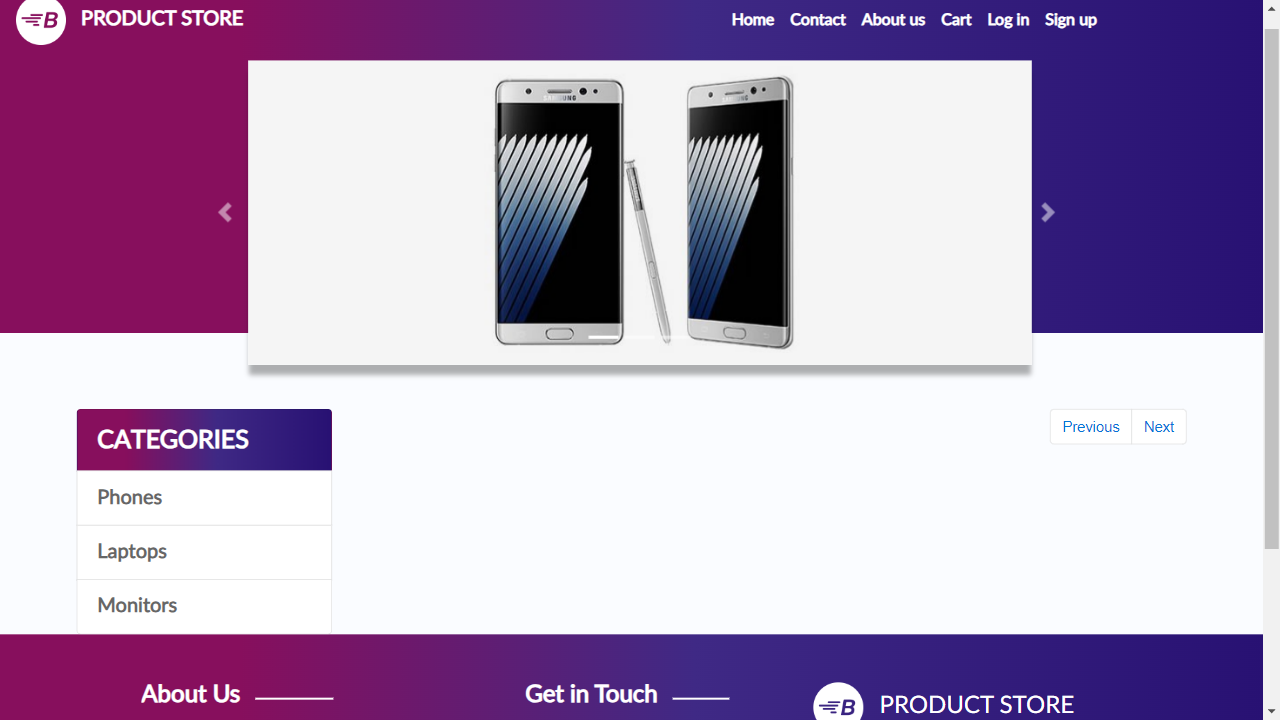 B PRODUCT STORE
Home Contact About us Cart Log in Sign up
SAMSUNG SAMSUNG
CATEGORIES
Previous Next
Phones
Laptops
Monitors
About Us
Get in Touch
B PRODUCT STORE